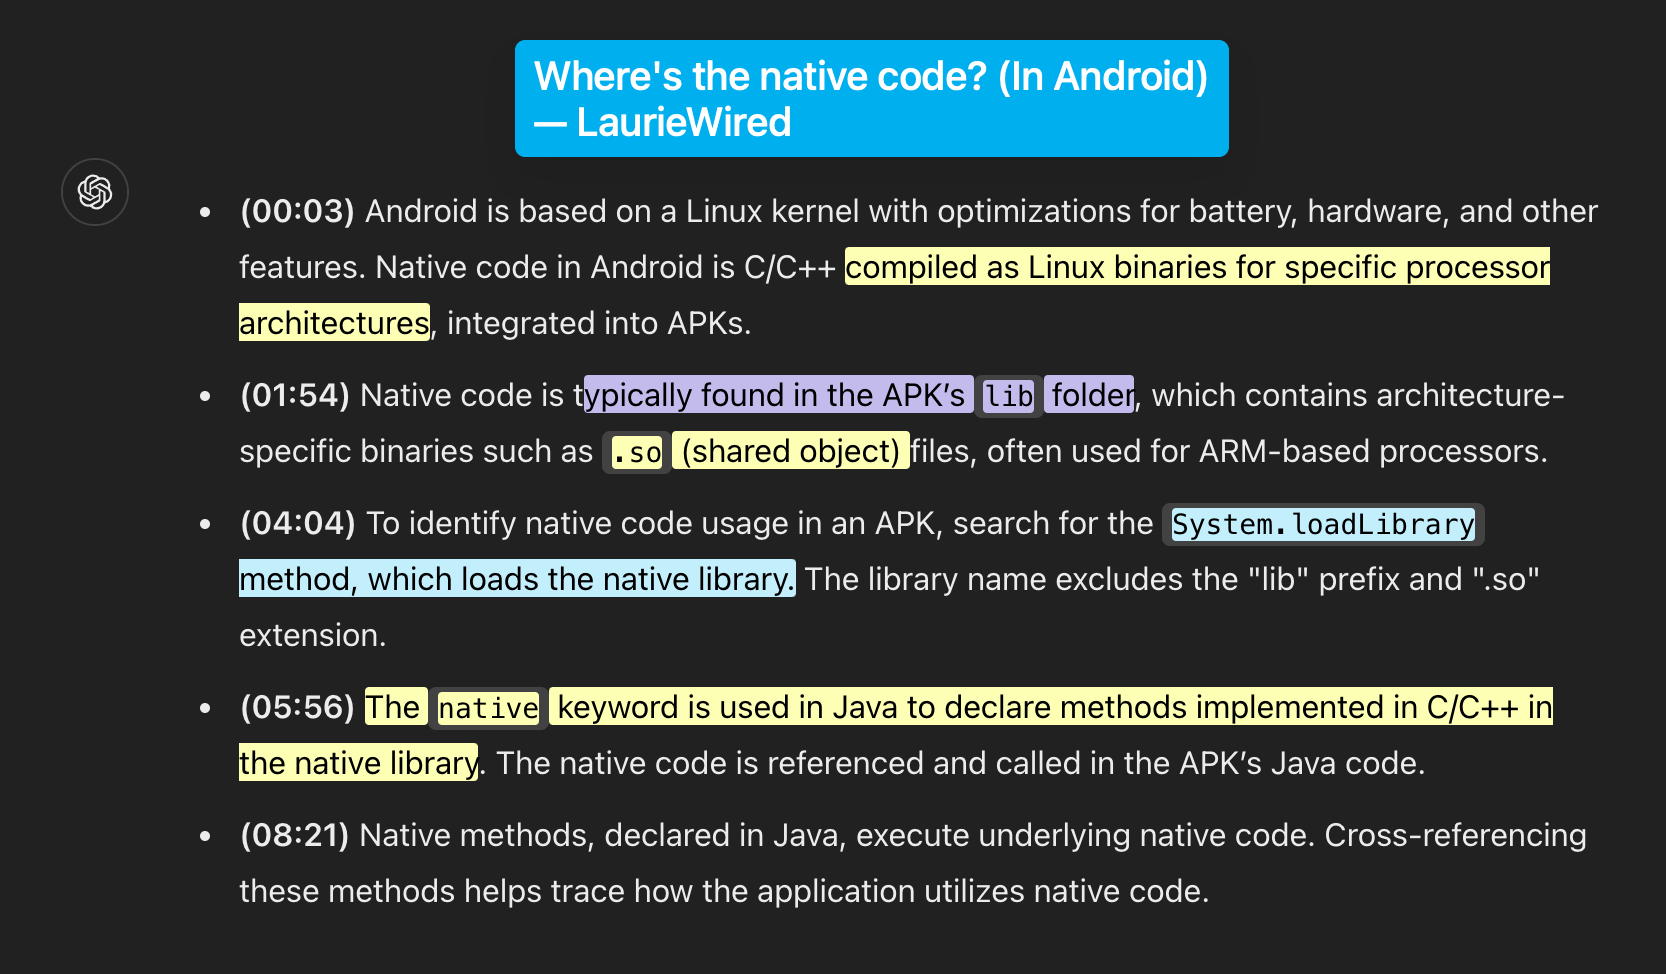 Where's the native code? (In Android)
— LaurieWired
• (00:03) Android is based on a Linux kernel with optimizations for battery, hardware, and other
features. Native code in Android is C/C++ compiled as Linux binaries for specific processor
architectures, integrated into APKs.
• (01:54) Native code is typically found in the APK’s lib folder, which contains architecture-
specific binaries such as .so (shared object) files, often used for ARM-based processors.
• (04:04) To identify native code usage in an APK, search for the System.loadLibrary
method, which loads the native library. The library name excludes the "lib" prefix and ".so"
extension.
• (05:56) The native keyword is used in Java to declare methods implemented in C/C++ in
the native library. The native code is referenced and called in the APK’s Java code.
• (08:21) Native methods, declared in Java, execute underlying native code. Cross-referencing
these methods helps trace how the application utilizes native code.